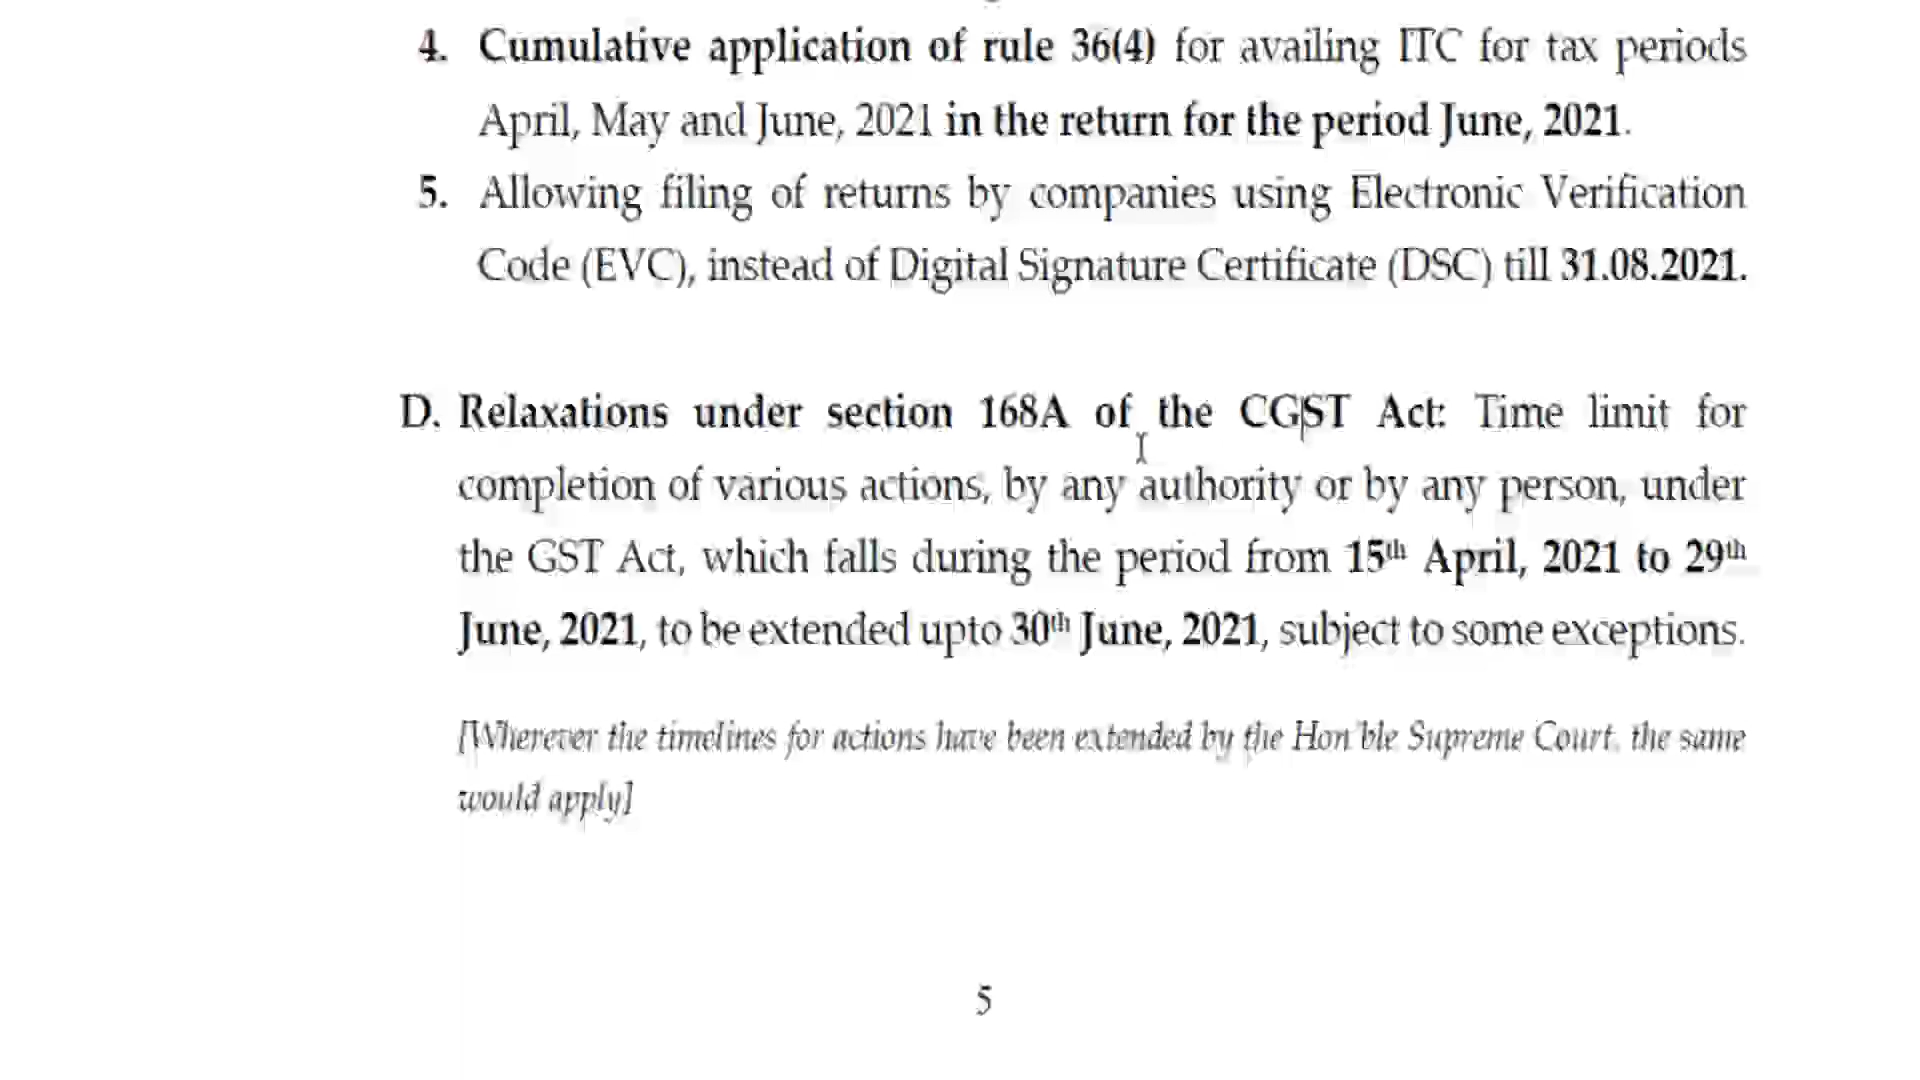 4. Cumulative application of rule 36(4) for availing ITC for tax periods
April, May and June, 2021 in the return for the period June, 2021.
5. Allowing filing of returns by companies using Electronic Verification
Code (EVC), instead of Digital Signature Certificate (DSC) till 31.08.2021.
D. Relaxations under section 168A of the CGST Act: Time limit for
completion of various actions, by any authority or by any person, under
the GST Act, which falls during the period from 15th April, 2021 to 29th
June, 2021, to be extended upto 30th June, 2021, subject to some exceptions.
[Wherever the timelines for actions have been extended by the Hon'ble Supreme Court, the same
would apply]
5